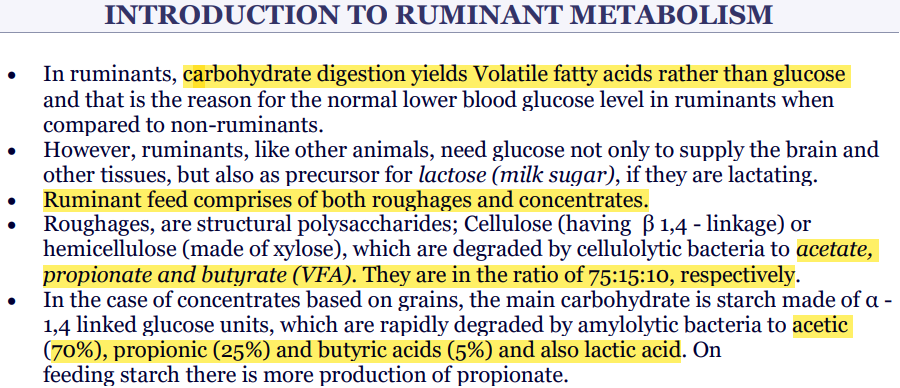 INTRODUCTION TO RUMINANT METABOLISM
• In ruminants, carbohydrate digestion yields Volatile fatty acids rather than glucose
and that is the reason for the normal lower blood glucose level in ruminants when
compared to non-ruminants.
• However, ruminants, like other animals, need glucose not only to supply the brain and
other tissues, but also as precursor for lactose (milk sugar), if they are lactating.
• Ruminant feed comprises of both roughages and concentrates.
• Roughages, are structural polysaccharides; Cellulose (having β 1,4 - linkage) or
hemicellulose (made of xylose), which are degraded by cellulolytic bacteria to acetate,
propionate and butyrate (VFA). They are in the ratio of 75:15:10, respectively.
• In the case of concentrates based on grains, the main carbohydrate is starch made of α -
1,4 linked glucose units, which are rapidly degraded by amylolytic bacteria to acetic
(70%), propionic (25%) and butyric acids (5%) and also lactic acid. On
feeding starch there is more production of propionate.